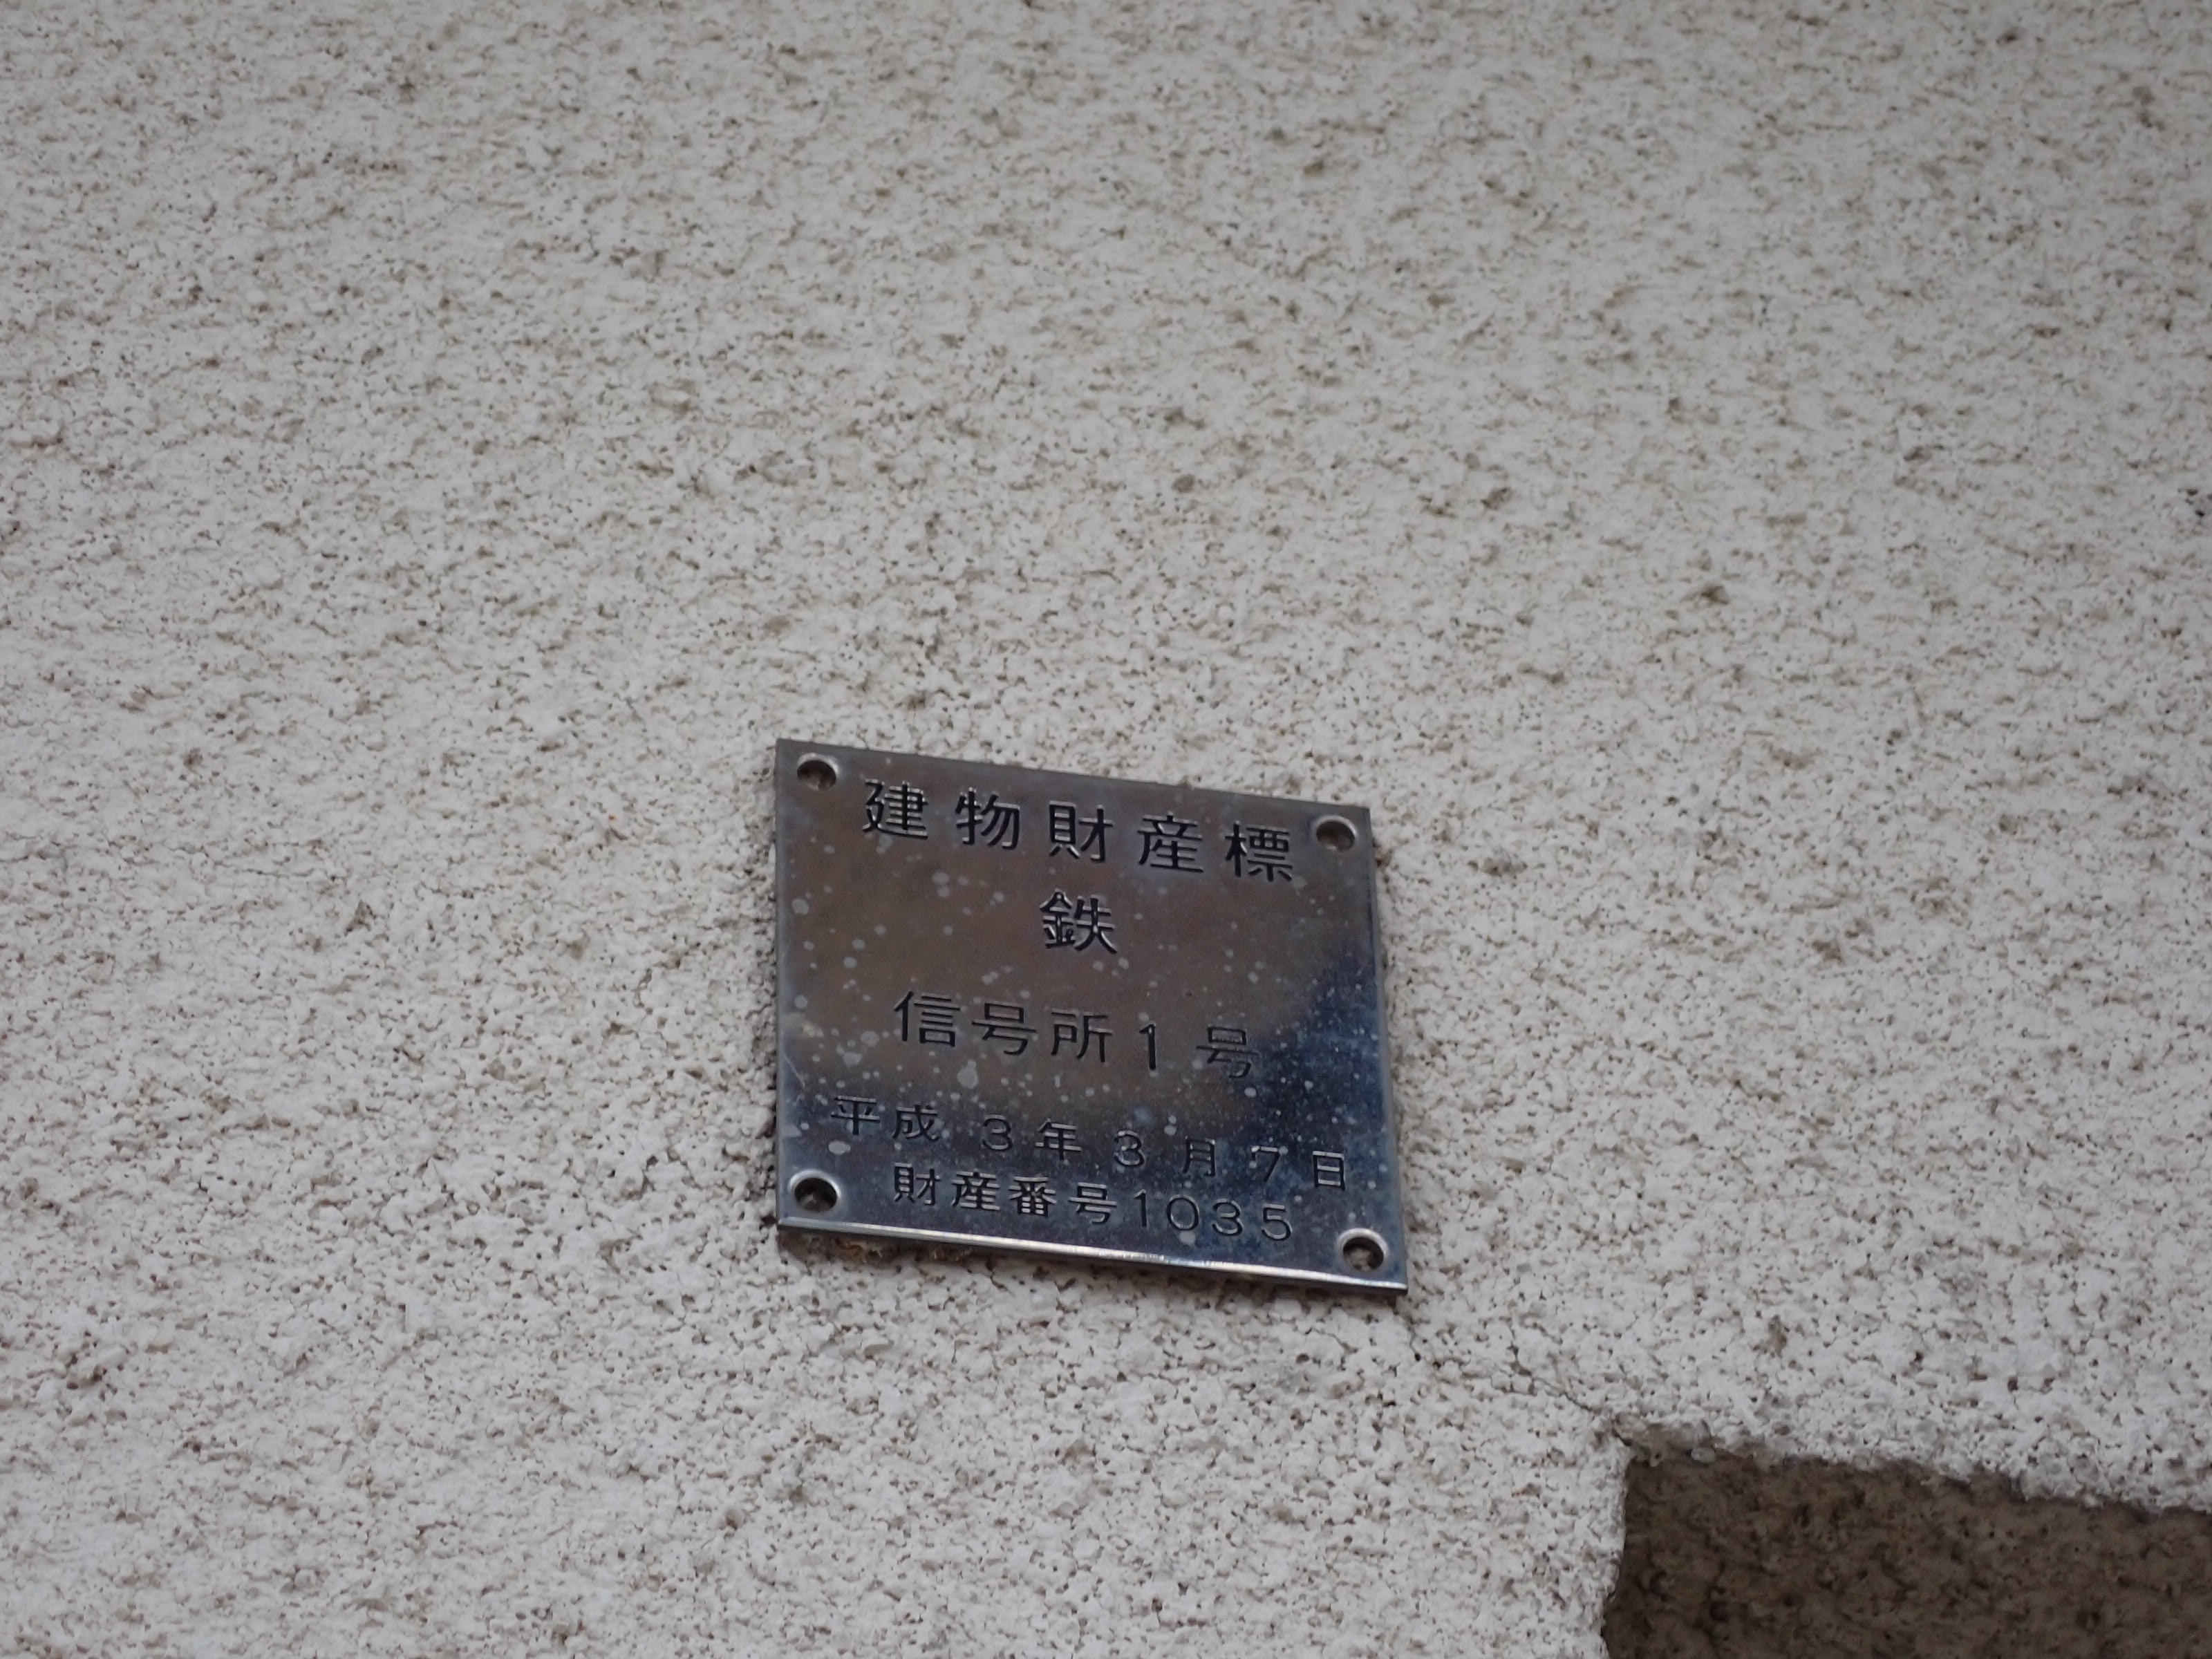 建物財産標
鉄
信号所1号
平成 3年 3月 7日
財産番号1035